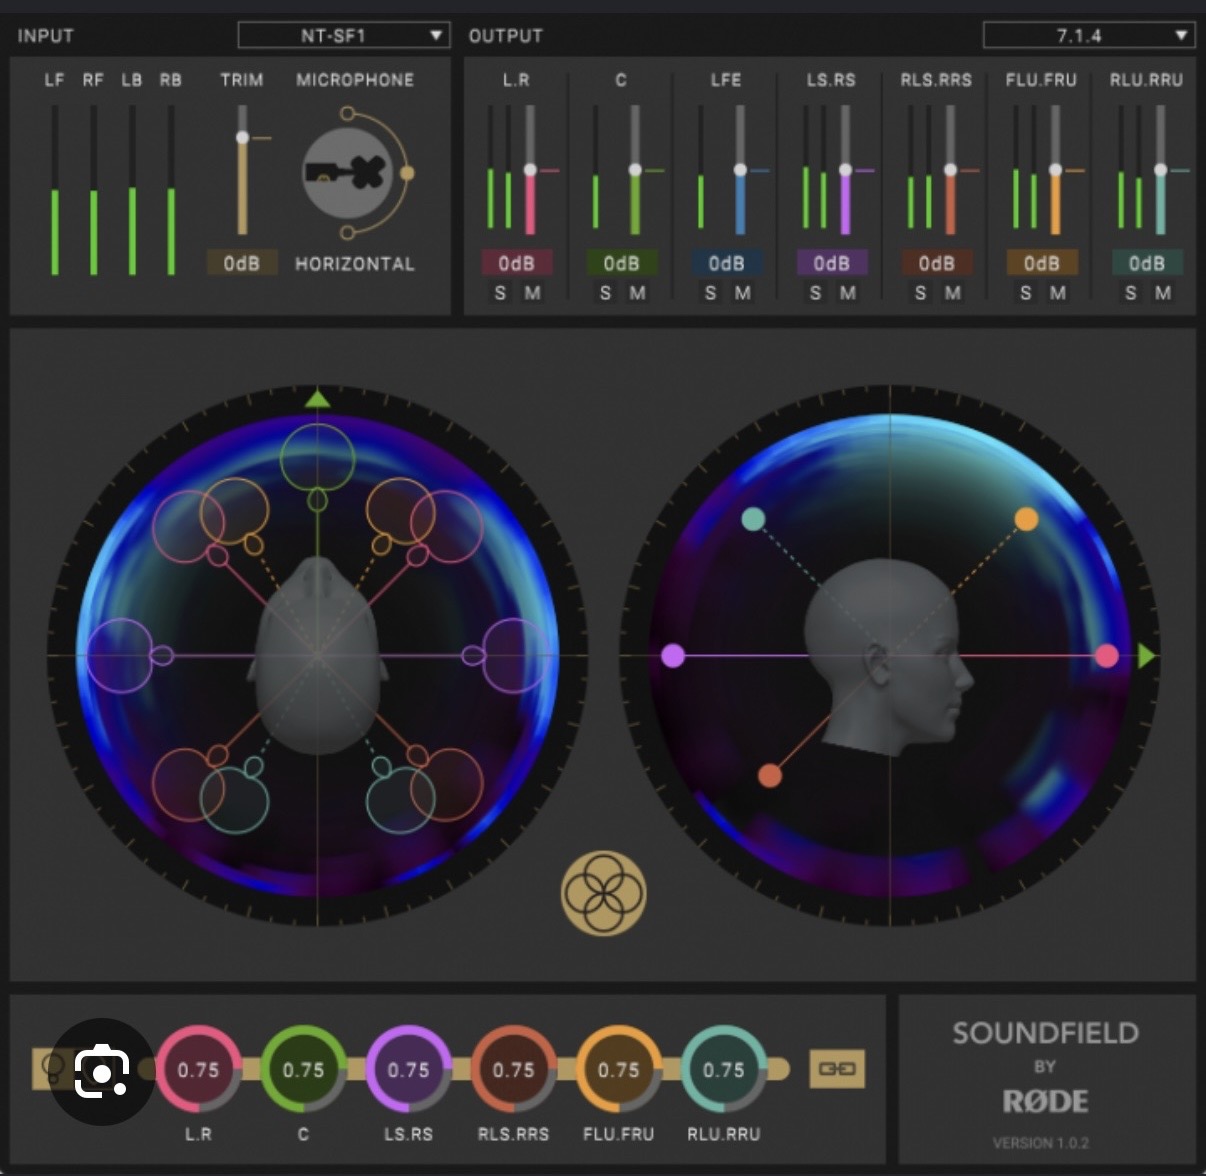 INPUT NT-SF1 OUTPUT 7.1.4
LF RF LB RB TRIM MICROPHONE L.R C LFE LS.RS RLS.RRS FLU.FRU RLU.RRU
0dB HORIZONTAL 0dB 0dB 0dB 0dB 0dB 0dB 0dB
S M S M S M S M S M S M S M
0.75 0.75 0.75 0.75 0.75 0.75
L.R C LS.RS RLS.RRS FLU.FRU RLU.RRU
SOUNDFIELD
BY
RØDE
VERSION 1.0.2